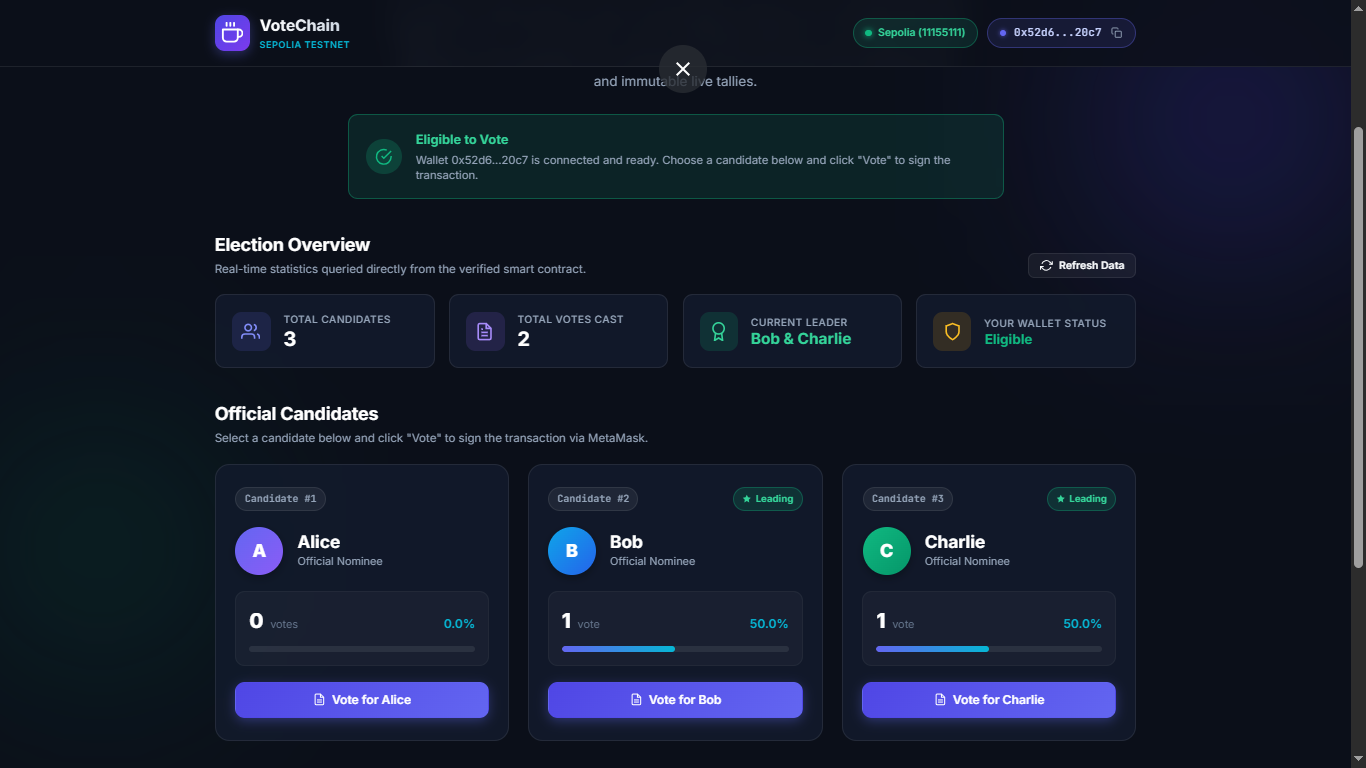 VoteChain
SEPOLIA TESTNET
Sepolia (11155111)
0x52d6...20c7
and immutable live tallies.
Eligible to Vote
Wallet 0x52d6...20c7 is connected and ready. Choose a candidate below and click "Vote" to sign the
transaction.
Election Overview
Real-time statistics queried directly from the verified smart contract.
Refresh Data
TOTAL CANDIDATES
3
TOTAL VOTES CAST
2
CURRENT LEADER
Bob & Charlie
YOUR WALLET STATUS
Eligible
Official Candidates
Select a candidate below and click "Vote" to sign the transaction via MetaMask.
Candidate #1
A
Alice
Official Nominee
0 votes
0.0%
Vote for Alice
Candidate #2
Leading
B
Bob
Official Nominee
1 vote
50.0%
Vote for Bob
Candidate #3
Leading
C
Charlie
Official Nominee
1 vote
50.0%
Vote for Charlie